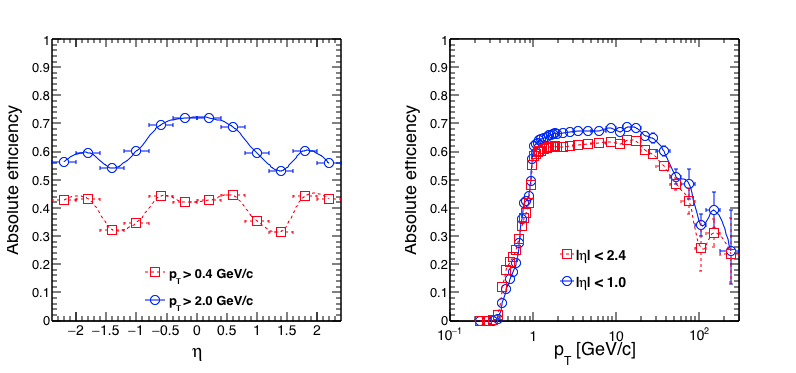 1
0.9
0.8
0.7
0.6
0.5
0.4
0.3
0.2
0.1
0
Absolute efficiency
p_T > 0.4 GeV/c
p_T > 2.0 GeV/c
−2 −1.5 −1 −0.5 0 0.5 1 1.5 2
η
1
0.9
0.8
0.7
0.6
0.5
0.4
0.3
0.2
0.1
0
Absolute efficiency
|η| < 2.4
|η| < 1.0
10⁻¹ 1 10 10²
p_T [GeV/c]